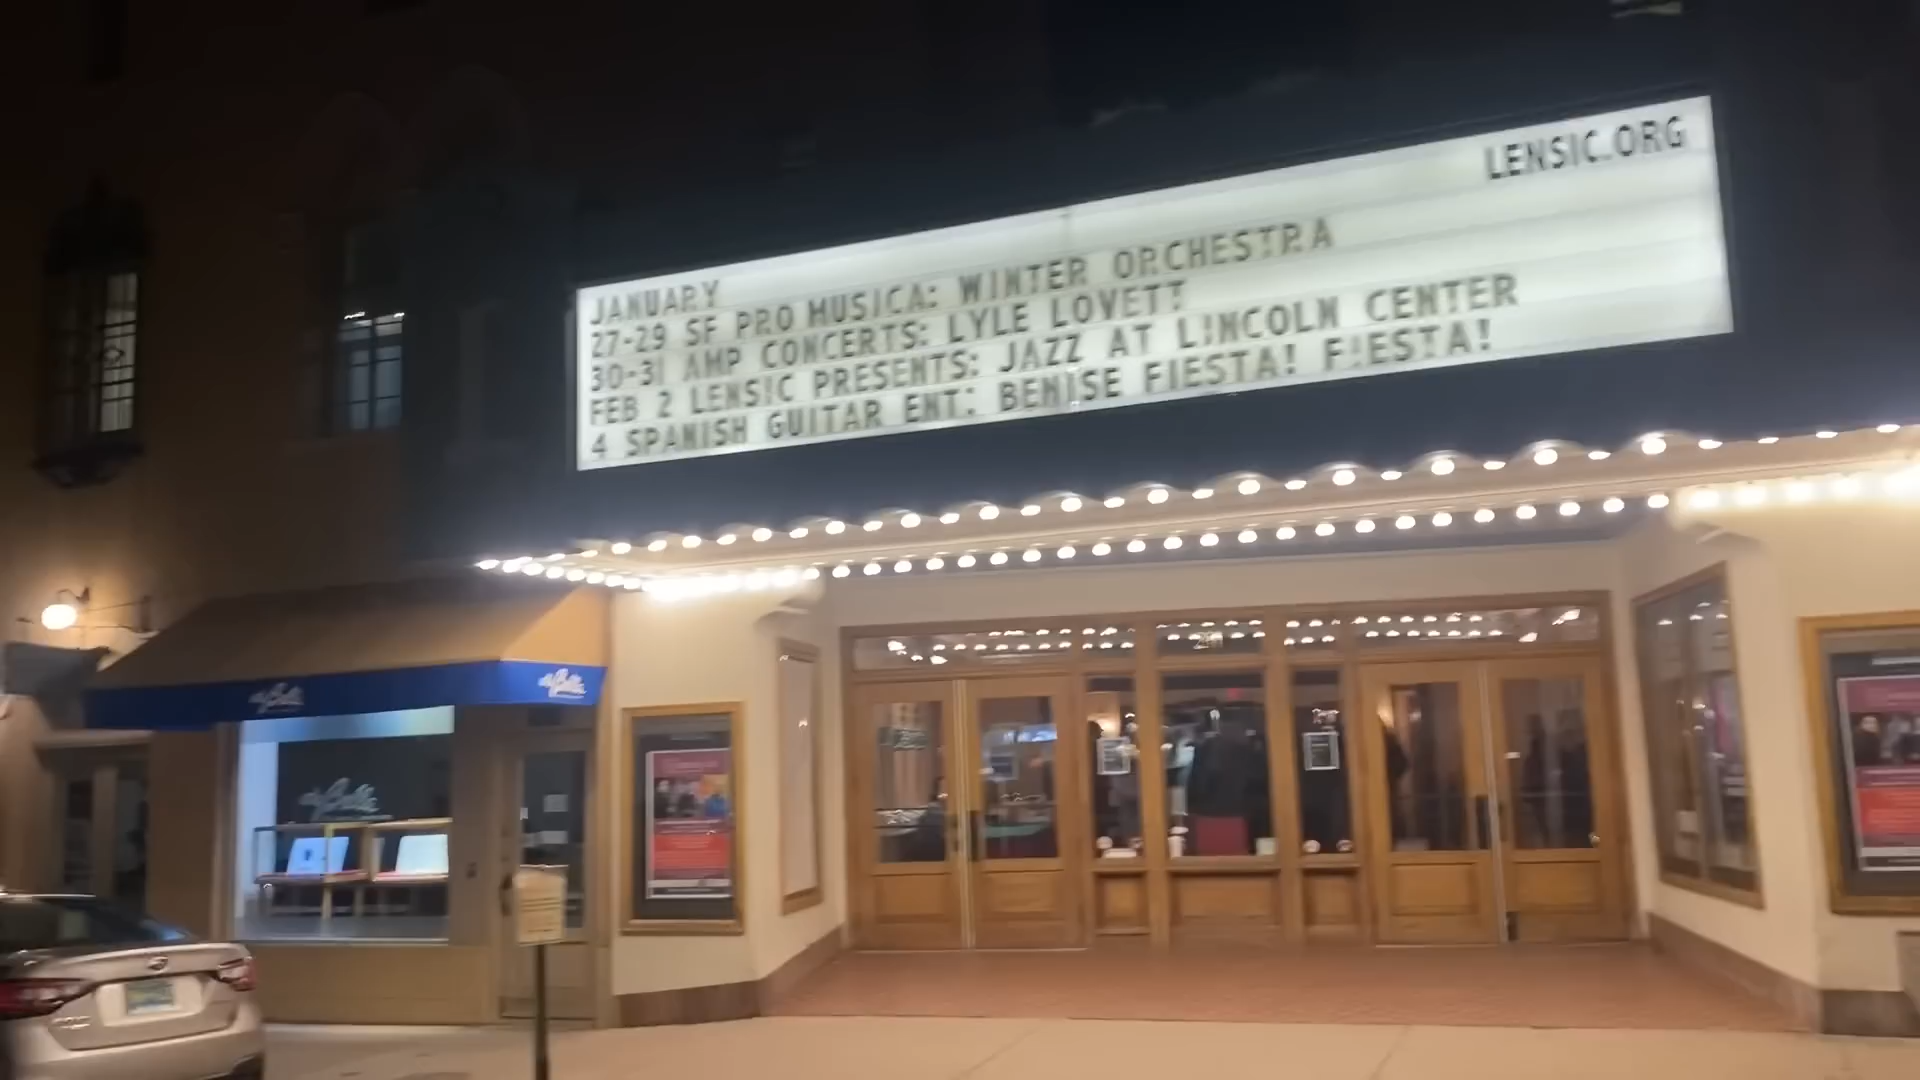 LENSIC.ORG
JANUARY
27-29 SF PRO MUSICA: WINTER ORCHESTRA
30-31 AMP CONCERTS: LYLE LOVETT
FEB 2 LENSIC PRESENTS: JAZZ AT LINCOLN CENTER
4 SPANISH GUITAR ENT: BENISE FIESTA! FIESTA!